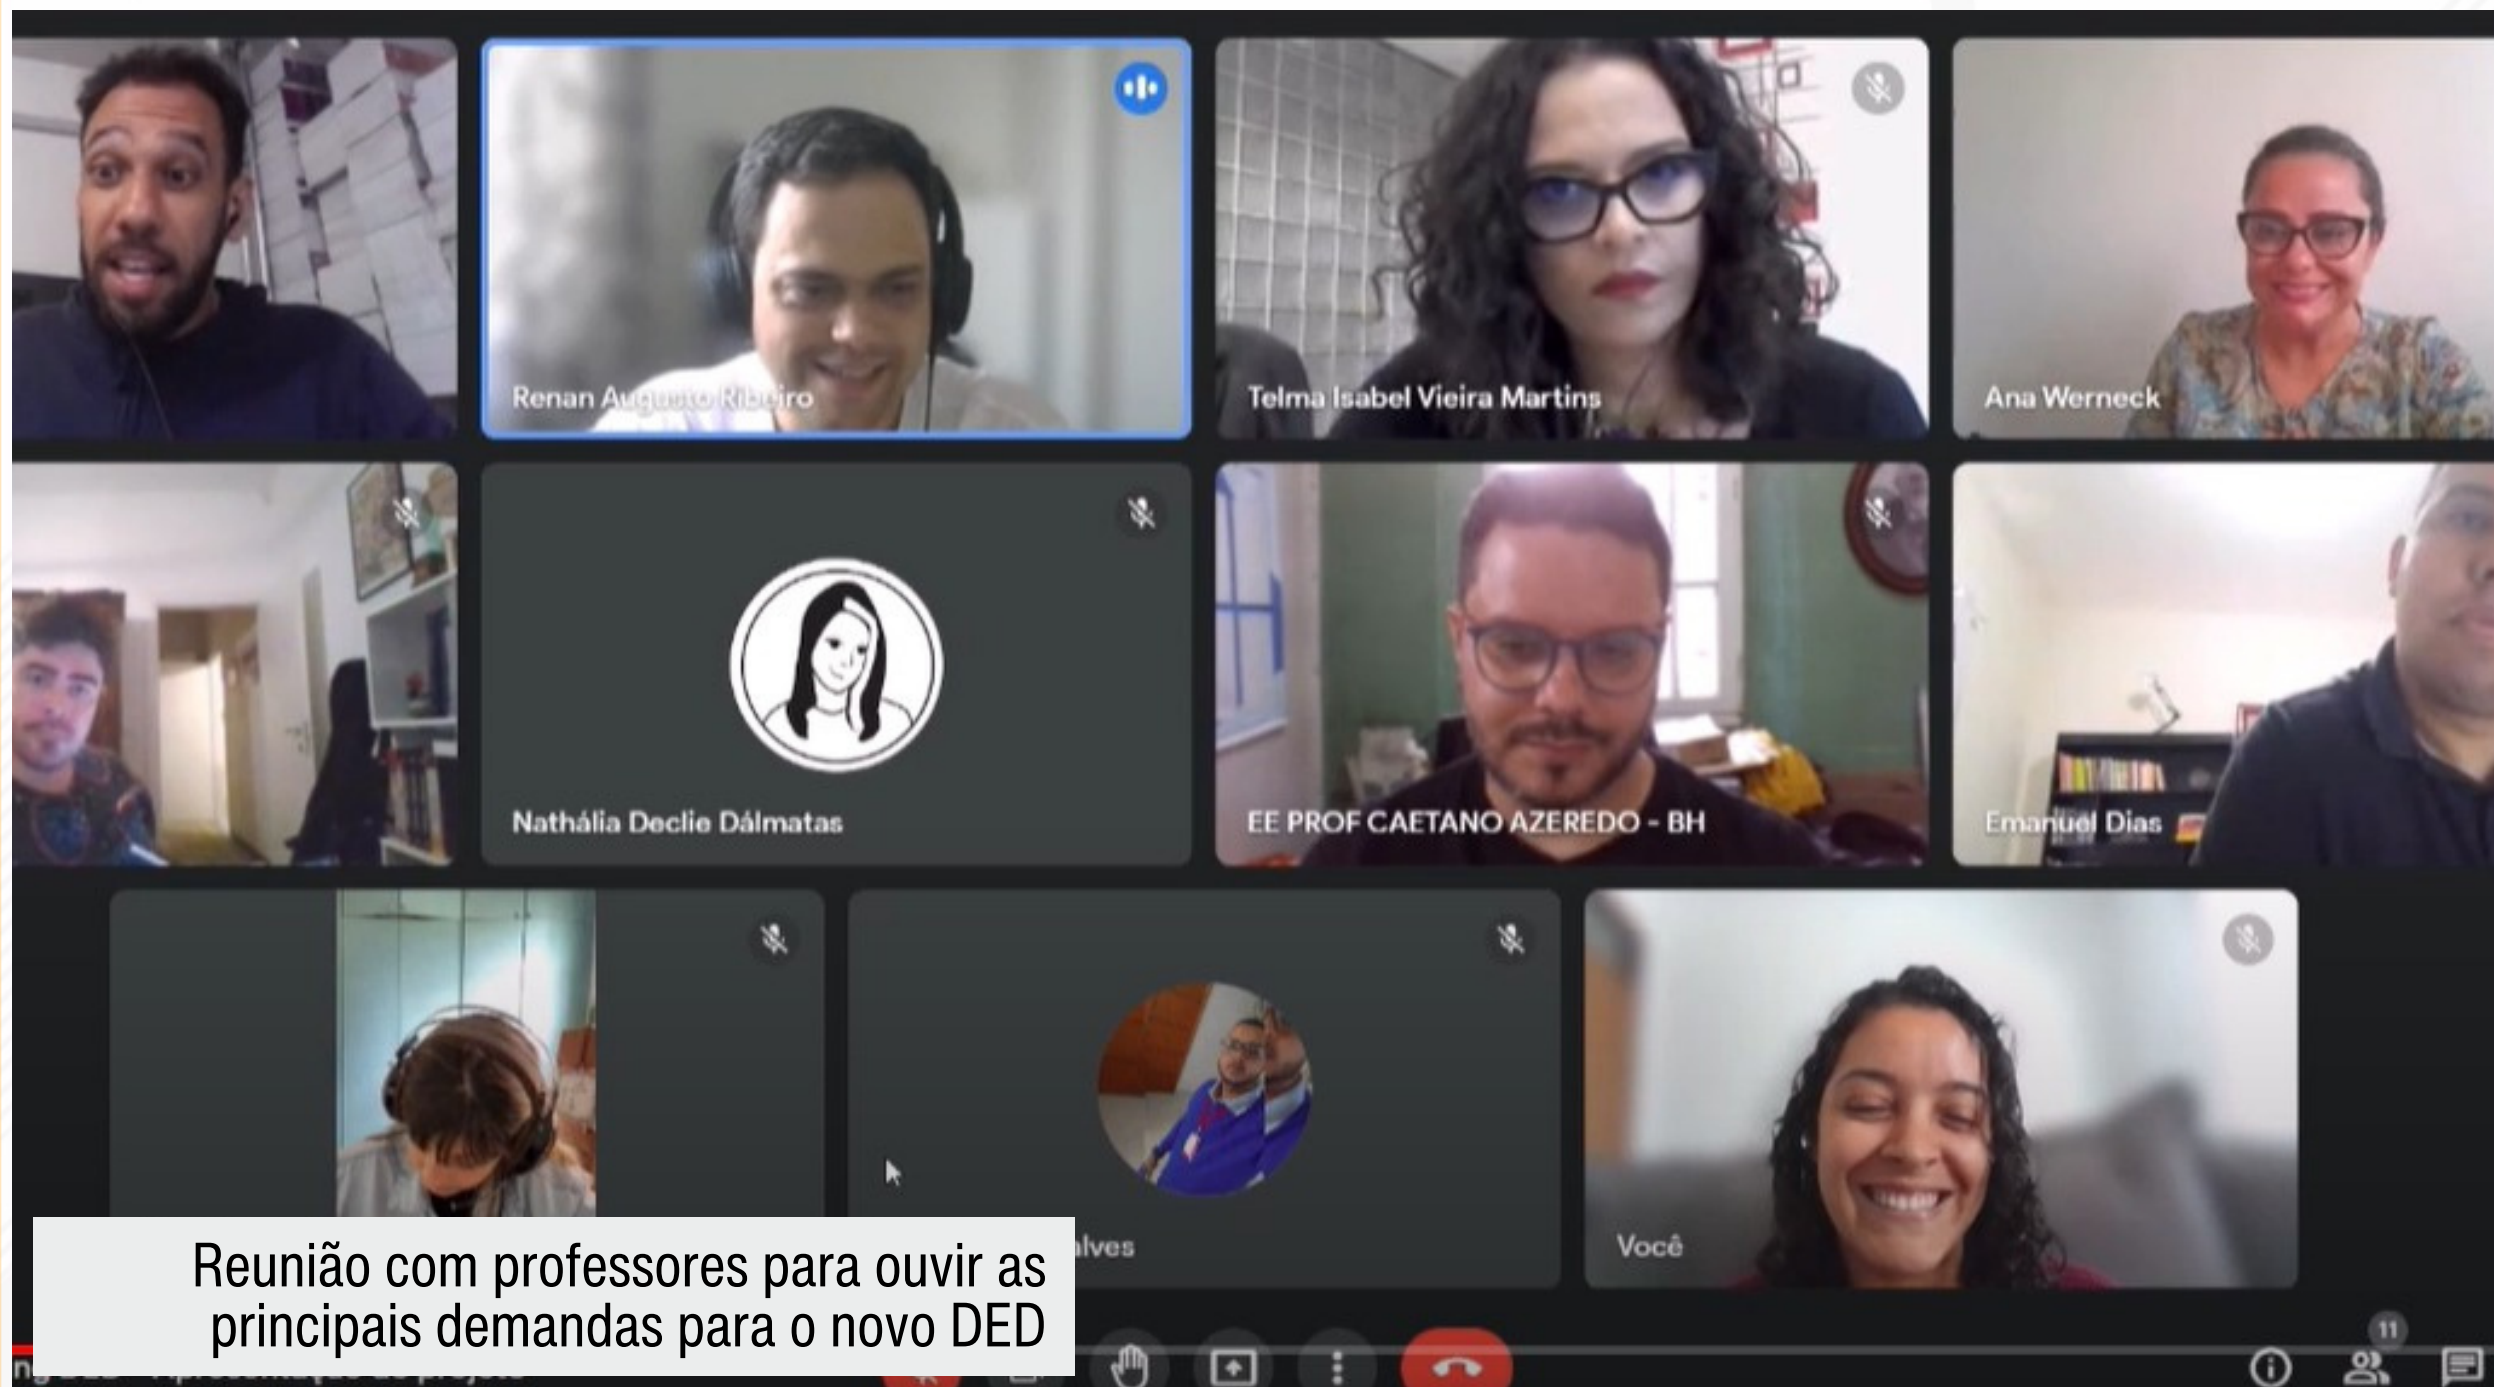 Renan Augusto Ribeiro
Telma Isabel Vieira Martins
Ana Werneck
Nathália Declie Dálmatas
EE PROF CAETANO AZEREDO - BH
Emanuel Dias
alves
Você
Reunião com professores para ouvir as
principais demandas para o novo DED
11